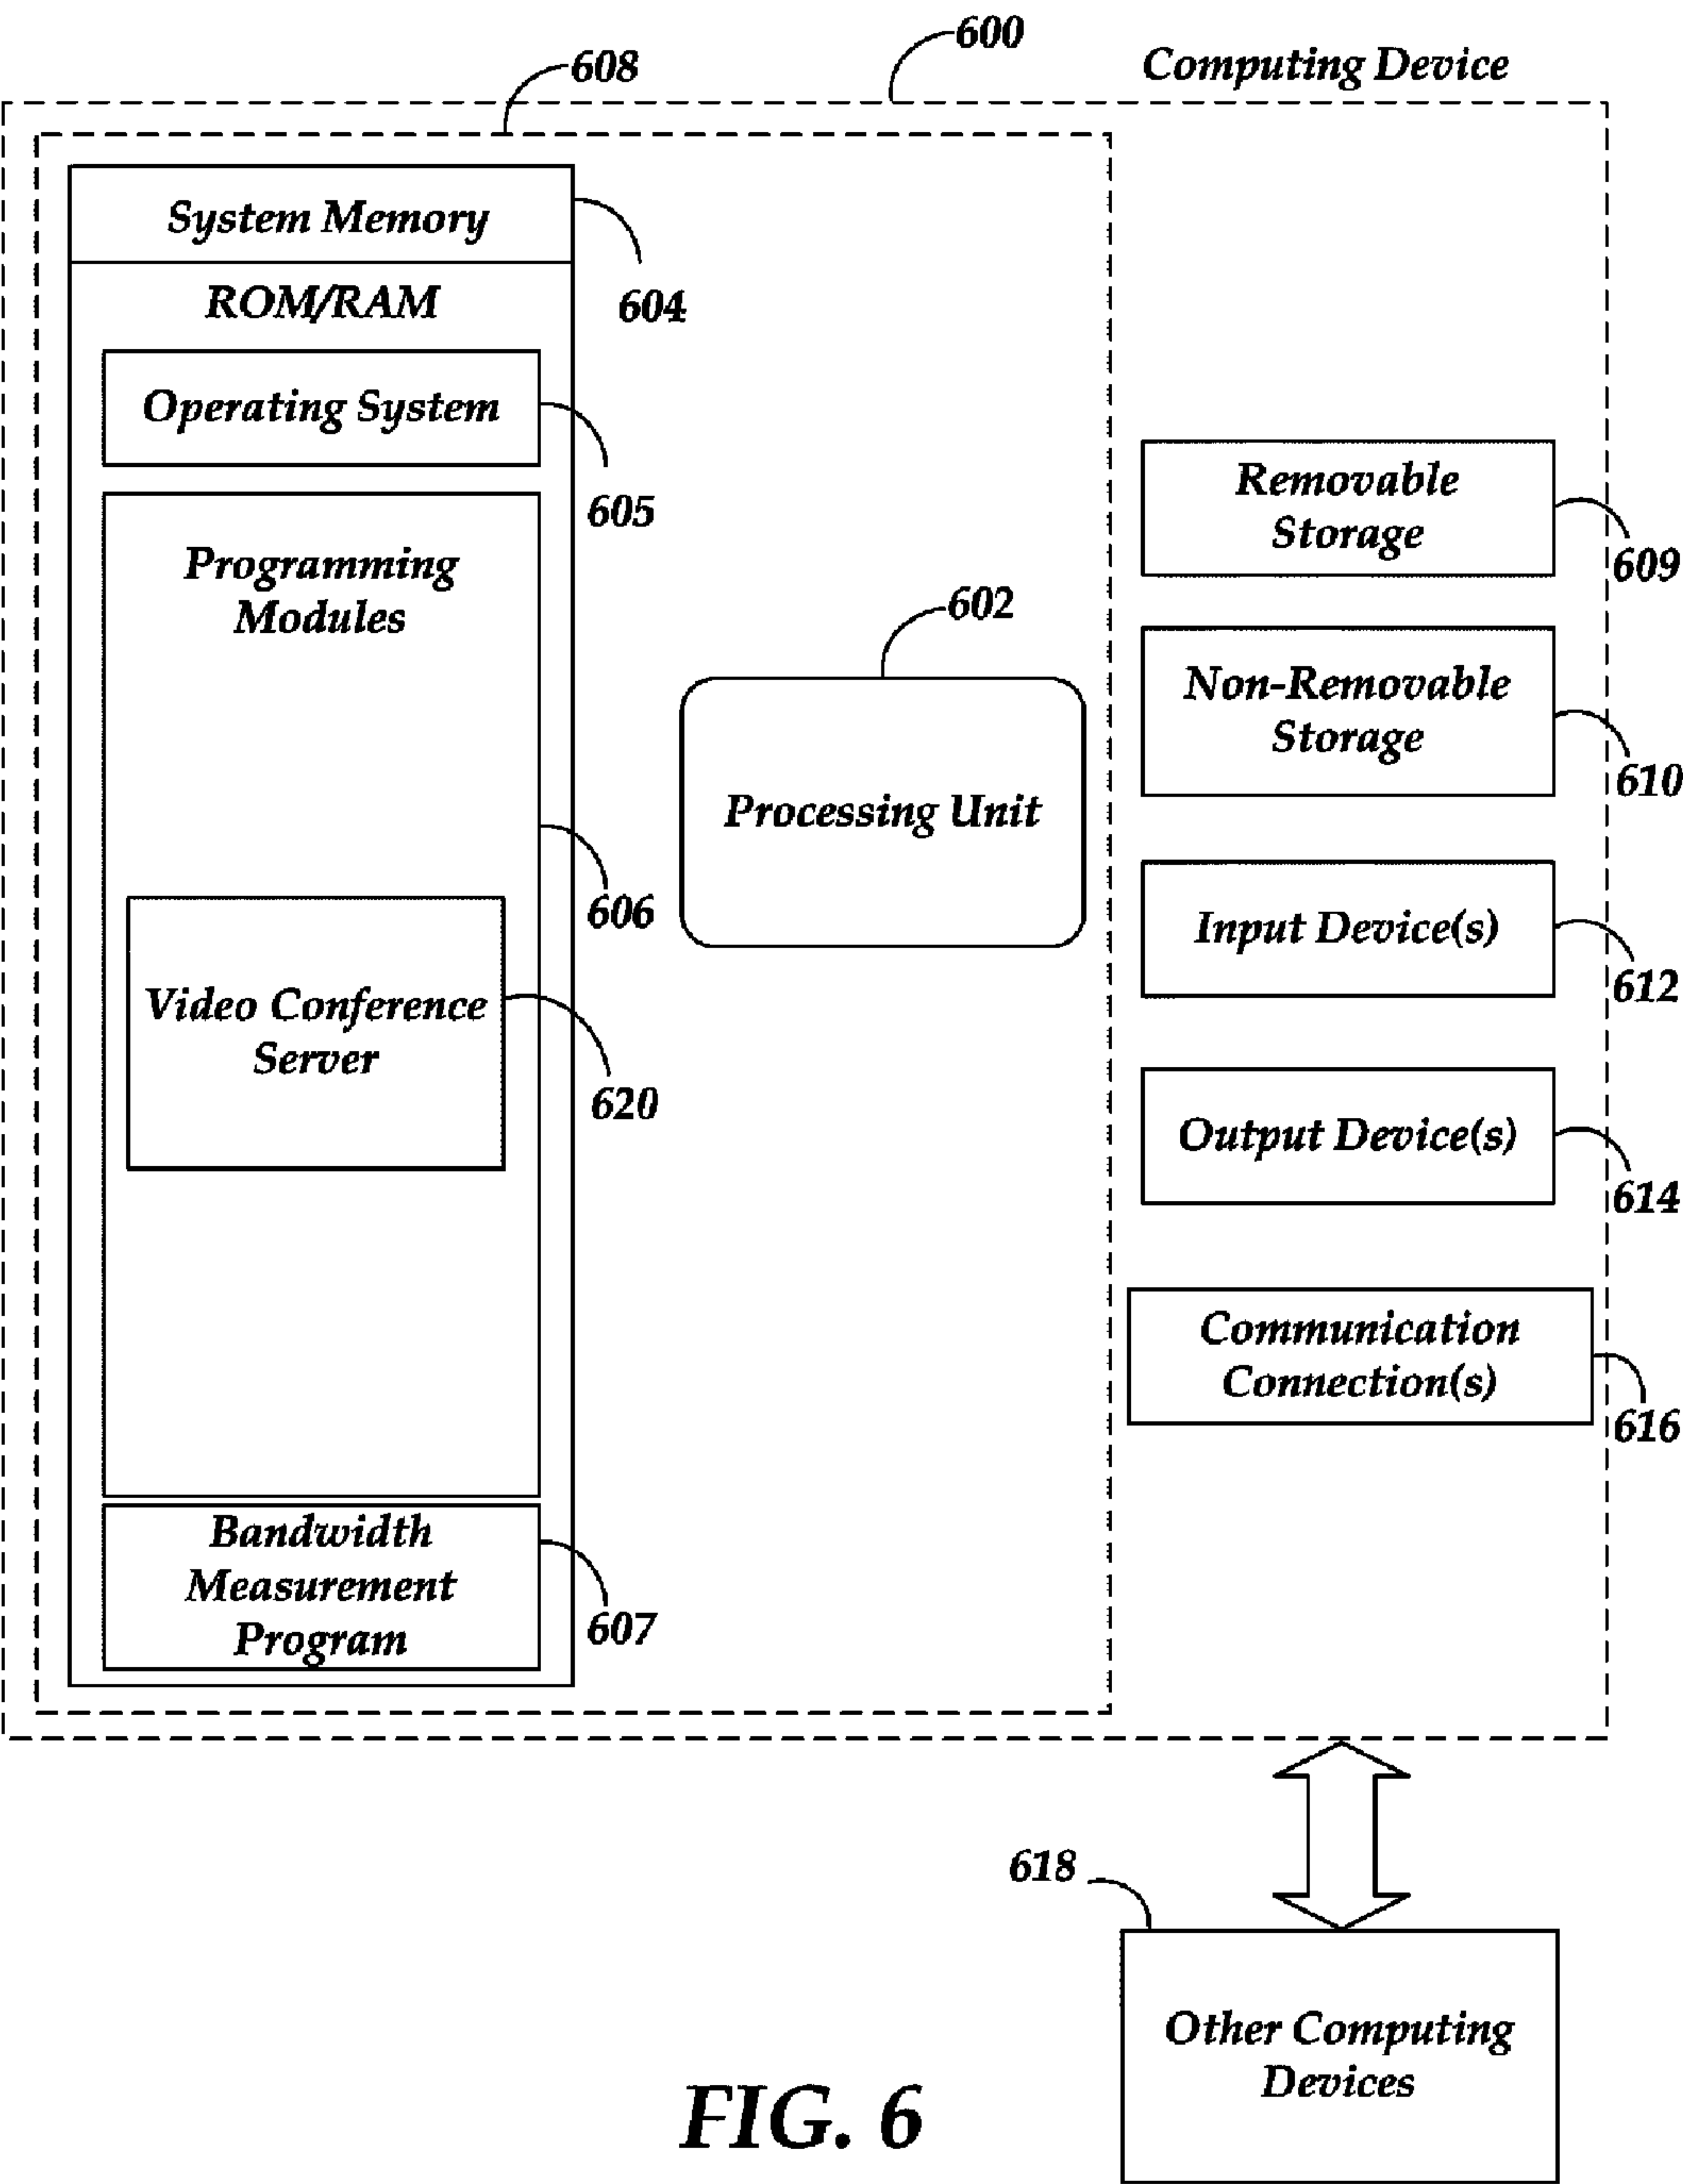 600
Computing Device
608
System Memory
604
ROM/RAM
Operating System
605
Programming
Modules
606
Video Conference
Server
620
Bandwidth
Measurement
Program
607
602
Processing Unit
Removable
Storage
609
Non-Removable
Storage
610
Input Device(s)
612
Output Device(s)
614
Communication
Connection(s)
616
618
Other Computing
Devices
FIG. 6